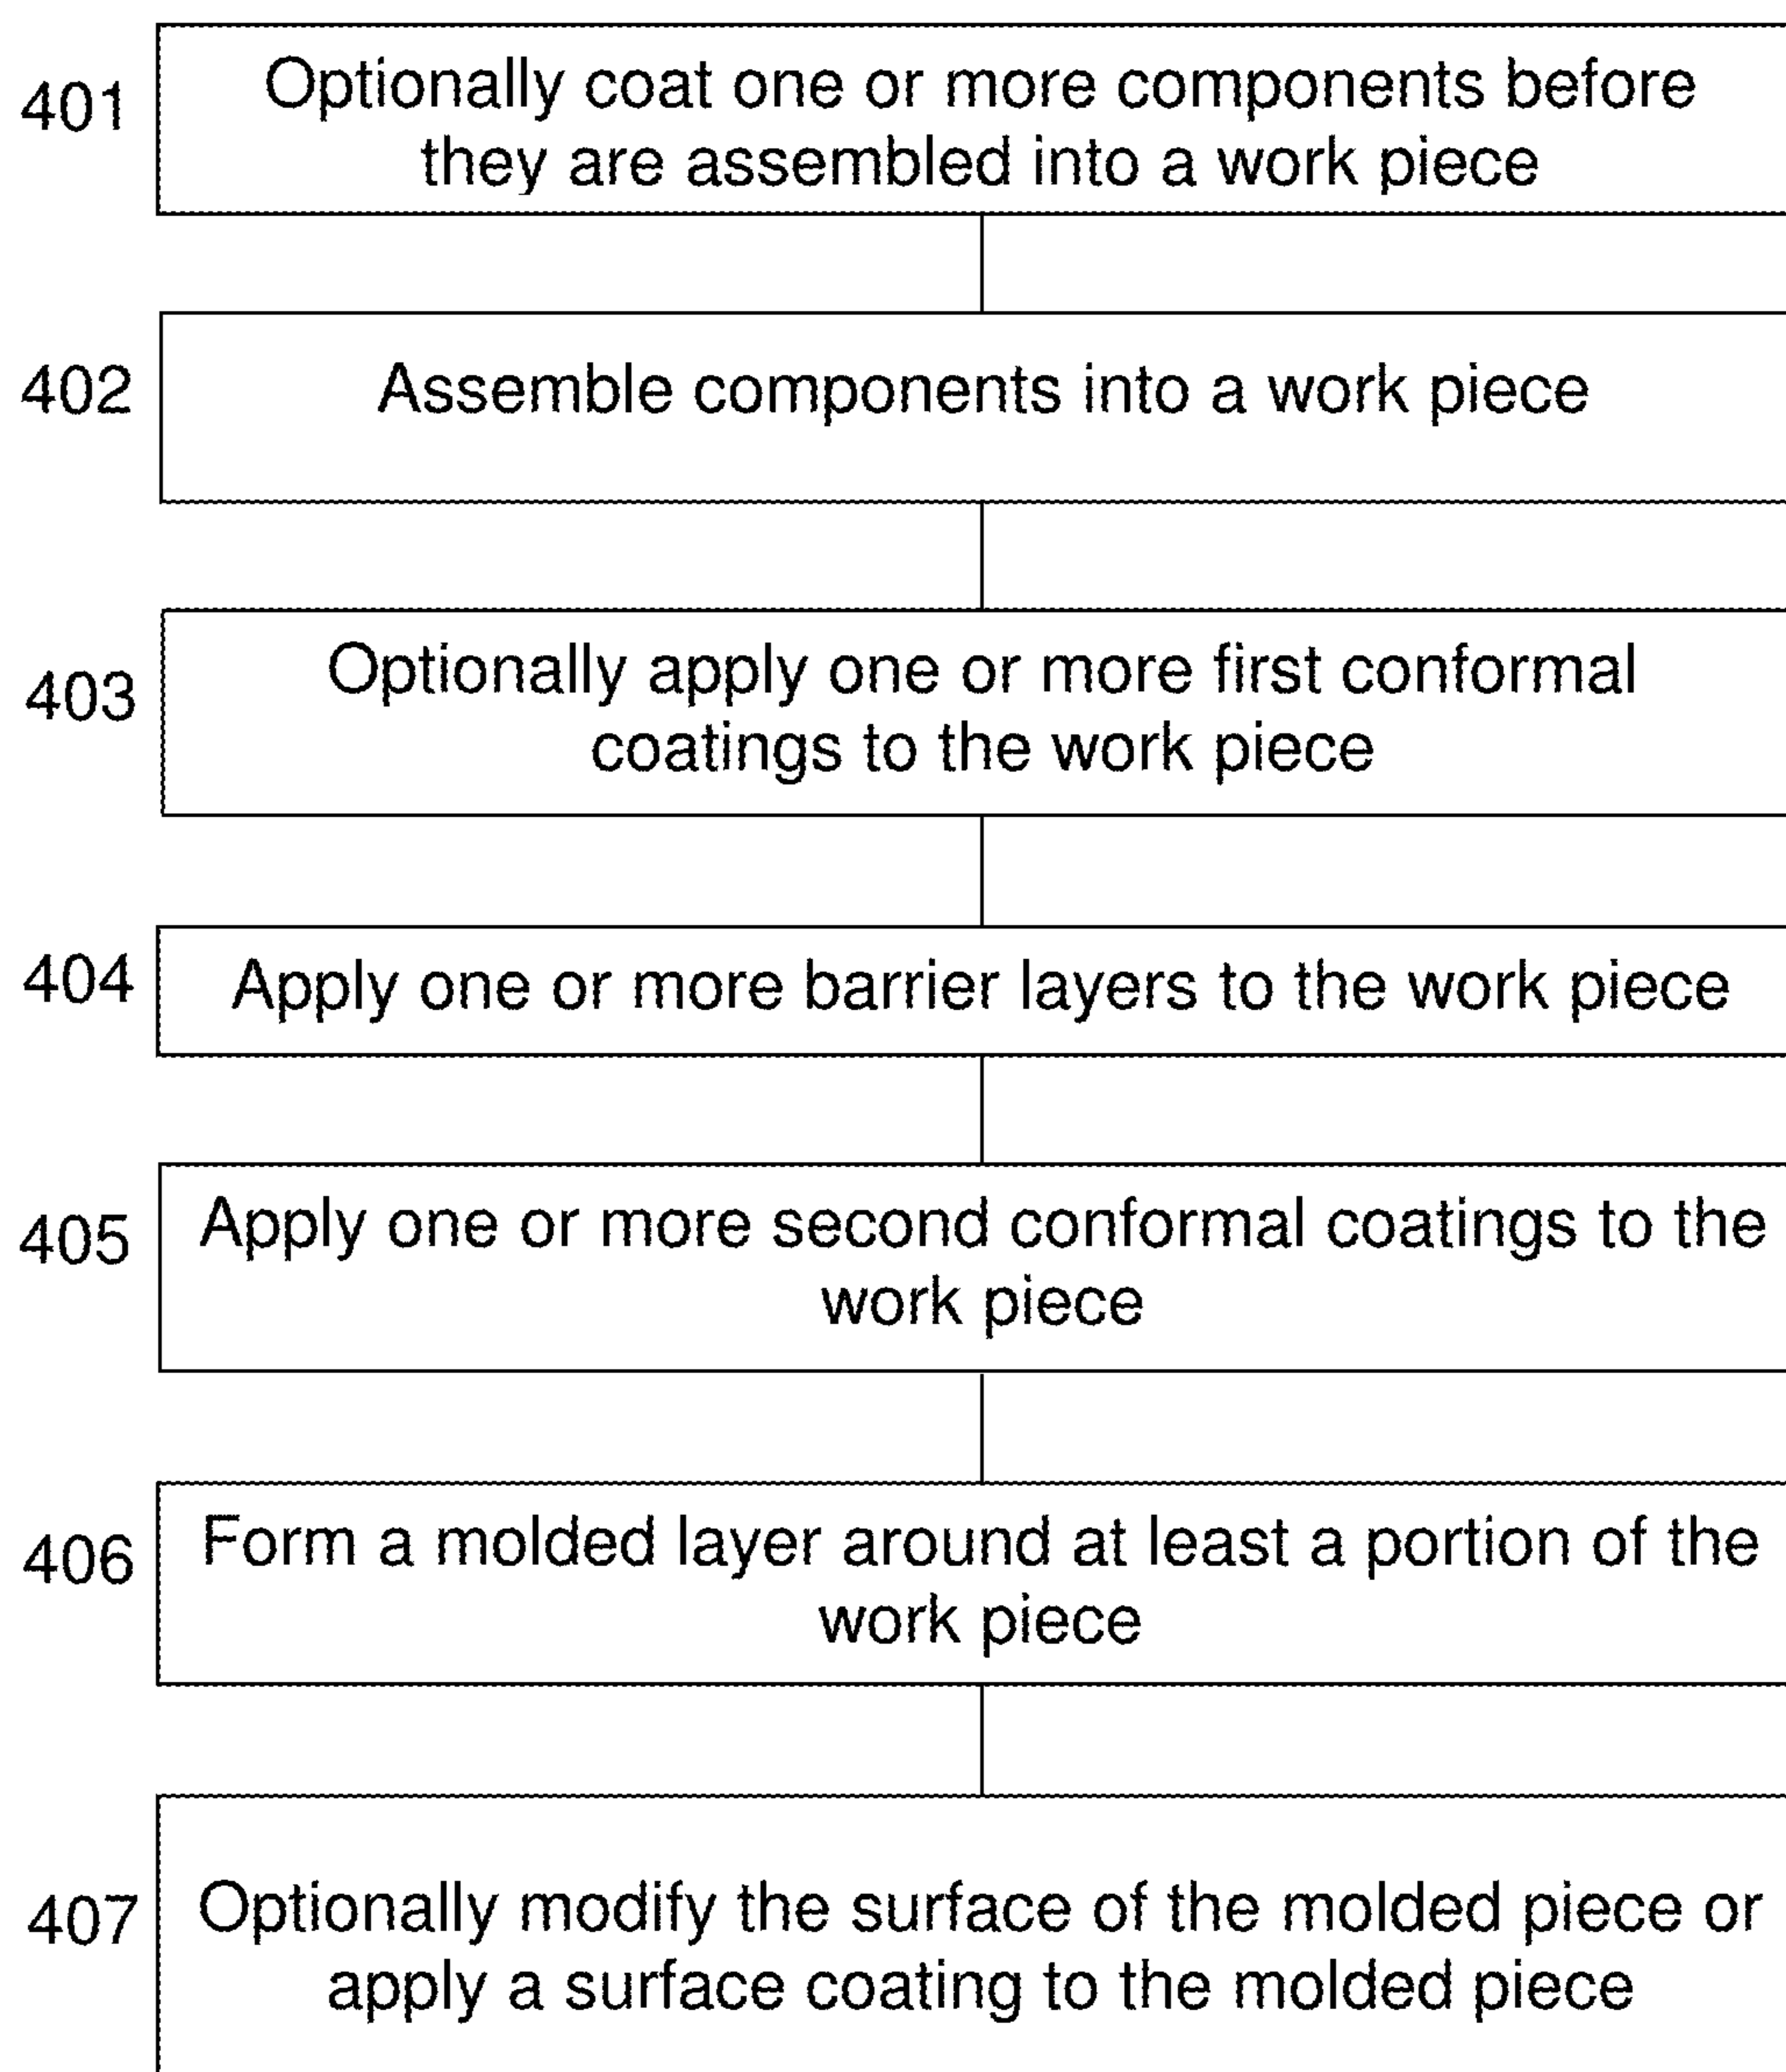 401
Optionally coat one or more components before
they are assembled into a work piece
402
Assemble components into a work piece
403
Optionally apply one or more first conformal
coatings to the work piece
404
Apply one or more barrier layers to the work piece
405
Apply one or more second conformal coatings to the
work piece
406
Form a molded layer around at least a portion of the
work piece
407
Optionally modify the surface of the molded piece or
apply a surface coating to the molded piece